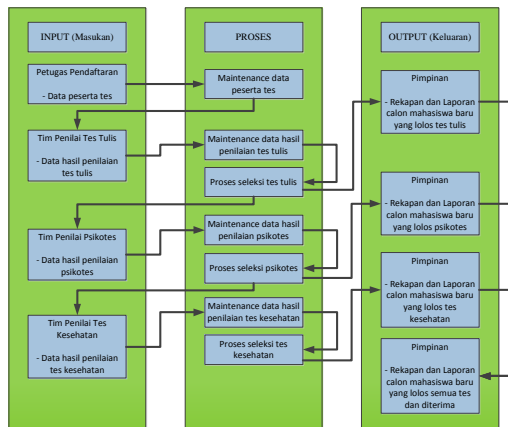 INPUT (Masukan)
Petugas Pendaftaran
- Data peserta tes
Tim Penilai Tes Tulis
- Data hasil penilaian
tes tulis
Tim Penilai Psikotes
- Data hasil penilaian
psikotes
Tim Penilai Tes
Kesehatan
- Data hasil penilaian
tes kesehatan
PROSES
Maintenance data
peserta tes
Maintenance data hasil
penilaian tes tulis
Proses seleksi tes tulis
Maintenance data hasil
penilaian psikotes
Proses seleksi psikotes
Maintenance data hasil
penilaian tes kesehatan
Proses seleksi tes
kesehatan
OUTPUT (Keluaran)
Pimpinan
- Rekapan dan Laporan
calon mahasiswa baru
yang lolos tes tulis
Pimpinan
- Rekapan dan Laporan
calon mahasiswa baru
yang lolos psikotes
Pimpinan
- Rekapan dan Laporan
calon mahasiswa baru
yang lolos tes
kesehatan
Pimpinan
- Rekapan dan Laporan
calon mahasiswa baru
yang lolos semua tes
dan diterima